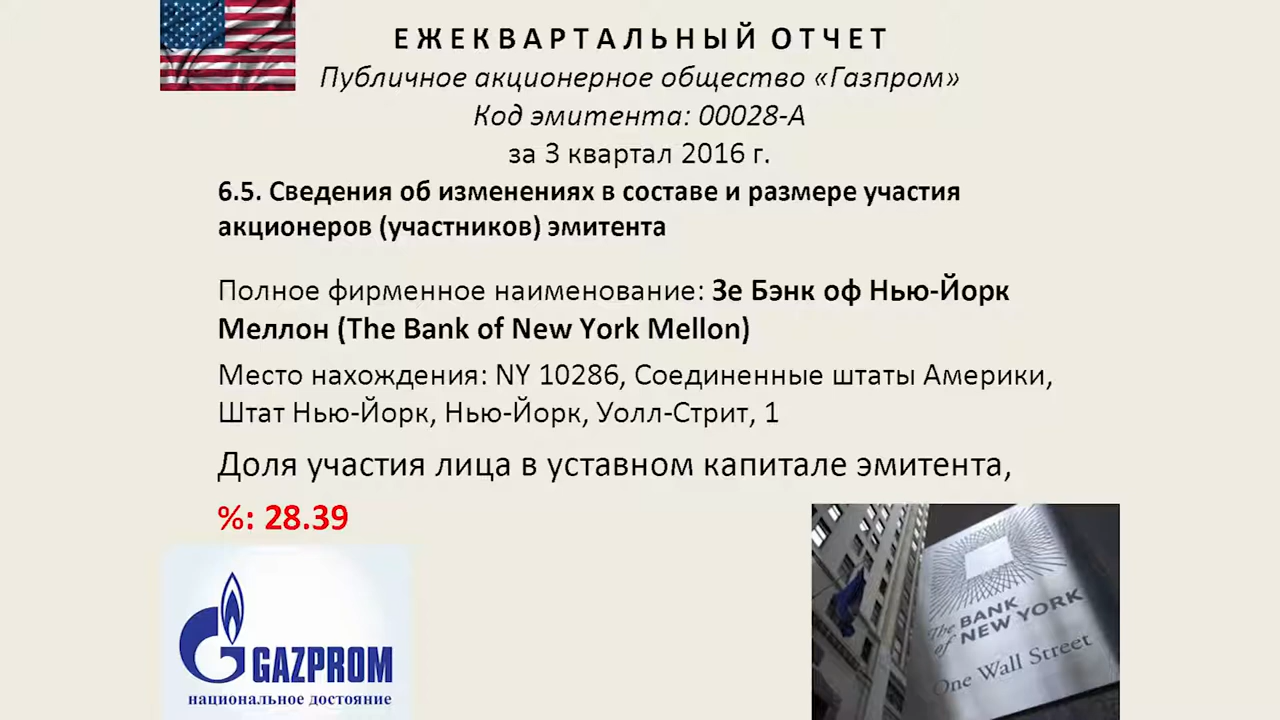 ЕЖЕКВАРТАЛЬНЫЙ ОТЧЕТ
Публичное акционерное общество «Газпром»
Код эмитента: 00028-A
за 3 квартал 2016 г.
6.5. Сведения об изменениях в составе и размере участия
акционеров (участников) эмитента
Полное фирменное наименование: Зе Бэнк оф Нью-Йорк
Меллон (The Bank of New York Mellon)
Место нахождения: NY 10286, Соединенные штаты Америки,
Штат Нью-Йорк, Нью-Йорк, Уолл-Стрит, 1
Доля участия лица в уставном капитале эмитента,
%: 28.39
GAZPROM
национальное достояние
The BANK
of NEW YORK
One Wall Street